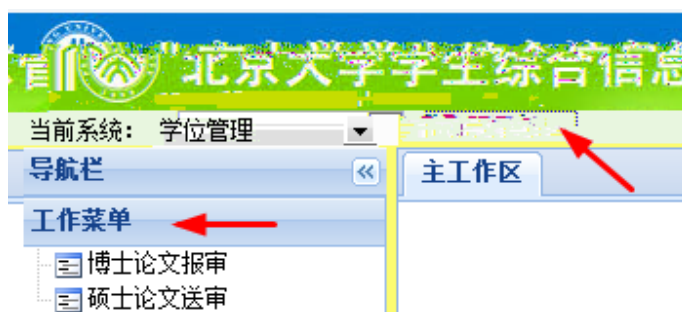 北京大学学生综合信息
当前系统: 学位管理
导航栏
主工作区
工作菜单
博士论文报审
硕士论文送审